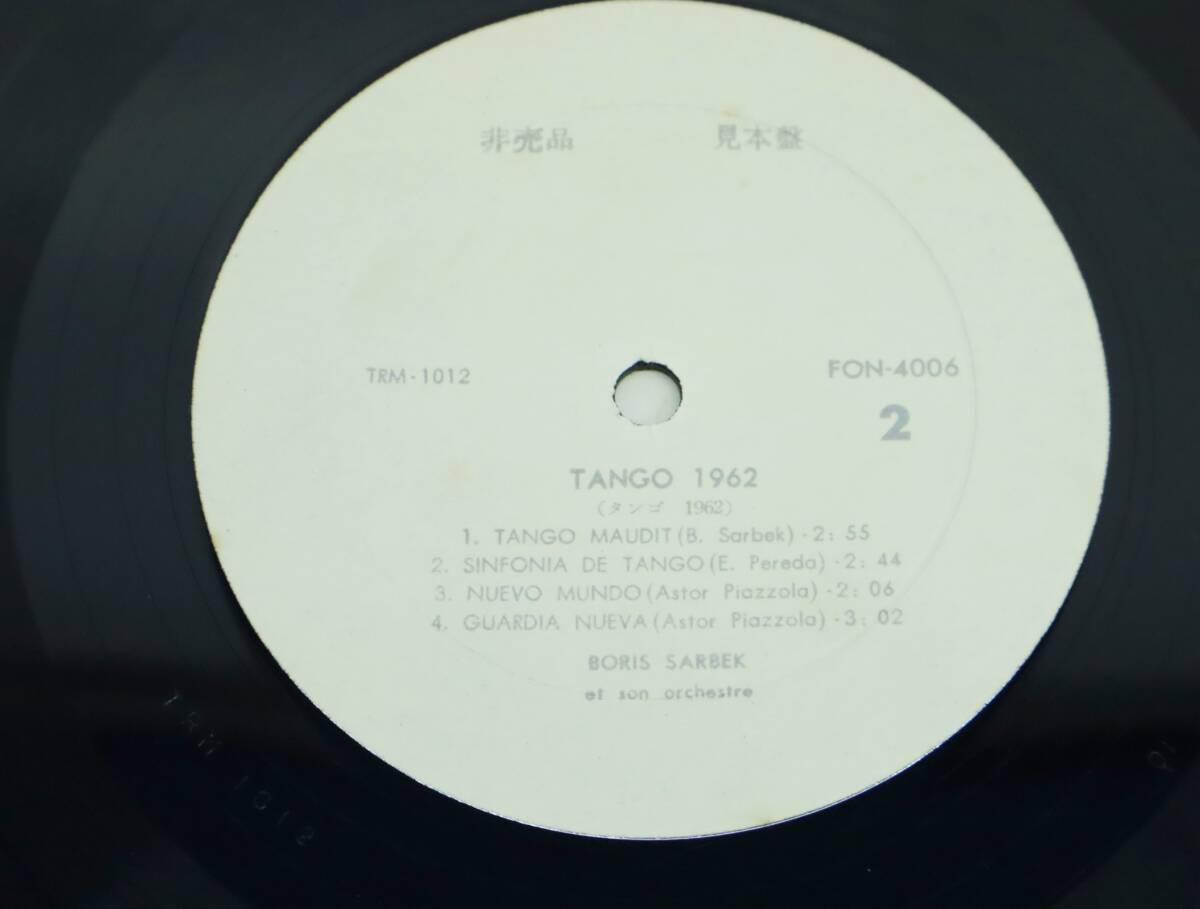 非売品 見本盤
TRM-1012 FON-4006
2
TANGO 1962
(タンゴ 1962)
1. TANGO MAUDIT (B. Sarbek) - 2: 55
2. SINFONIA DE TANGO (E. Pereda) - 2: 44
3. NUEVO MUNDO (Astor Piazzola) - 2: 06
4. GUARDIA NUEVA (Astor Piazzola) - 3: 02
BORIS SARBEK
et son orchestre
TRM 1012